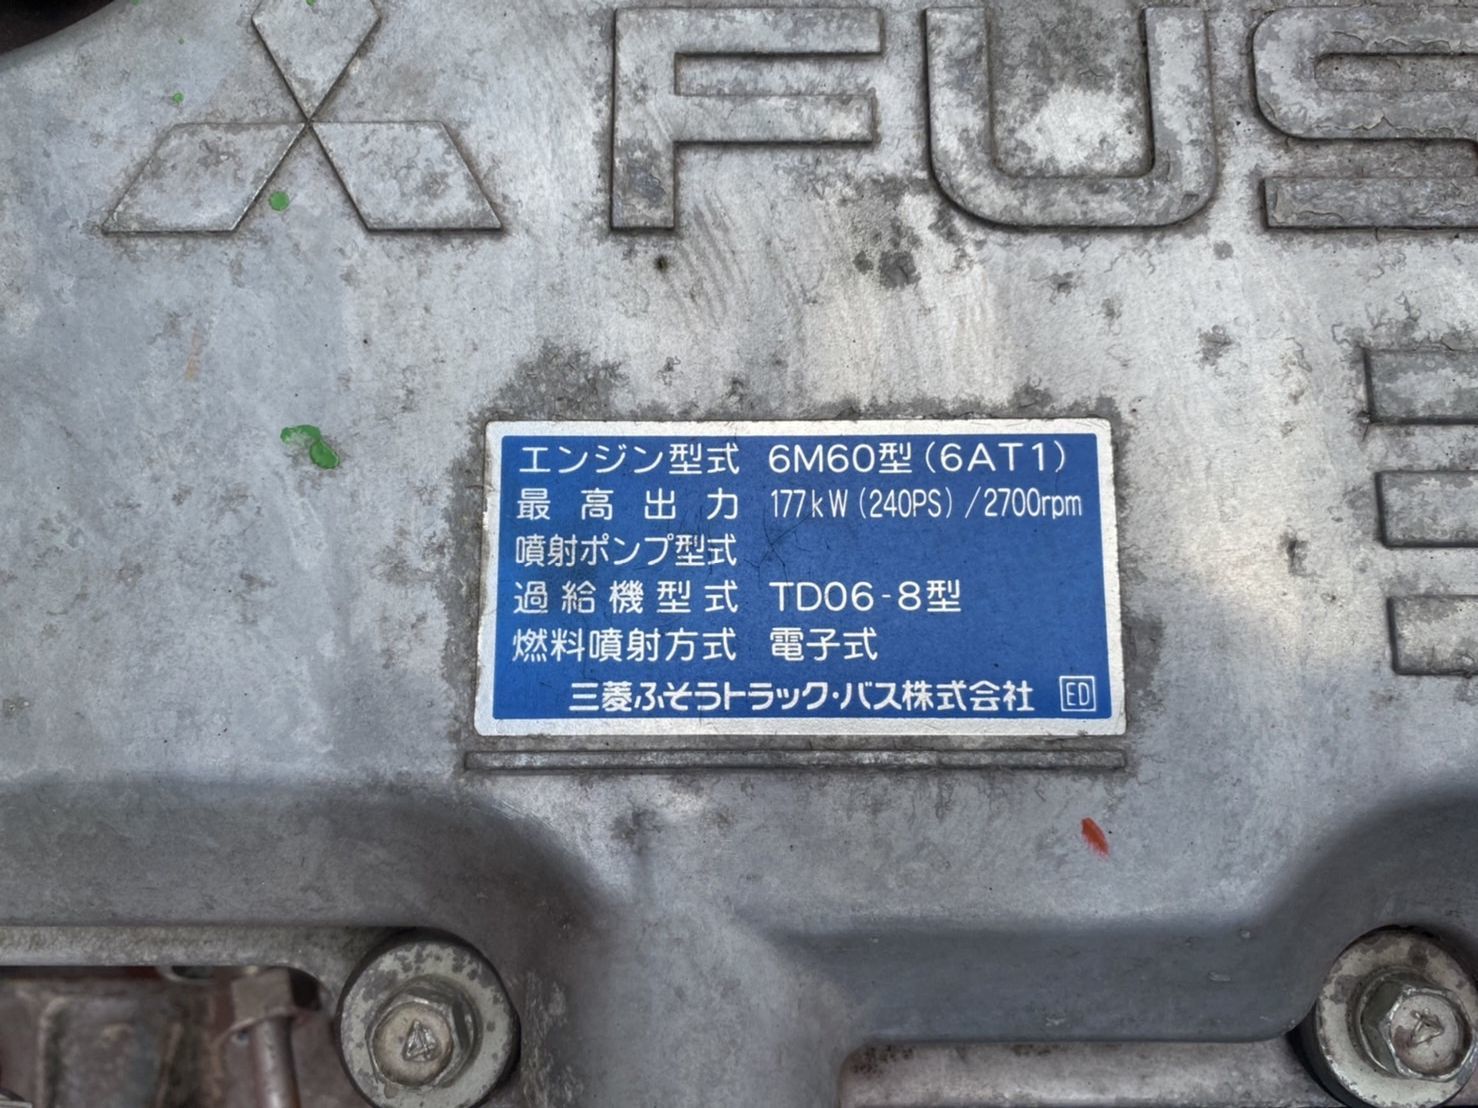 FUS
エンジン型式 6M60型(6AT1)
最高出力 177kW(240PS)/2700rpm
噴射ポンプ型式
過給機型式 TD06-8型
燃料噴射方式 電子式
三菱ふそうトラック・バス株式会社 ED